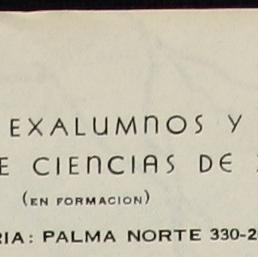 EXALUMNOS Y
E CIENCIAS DE
(EN FORMACION)
RIA: PALMA NORTE 330-2